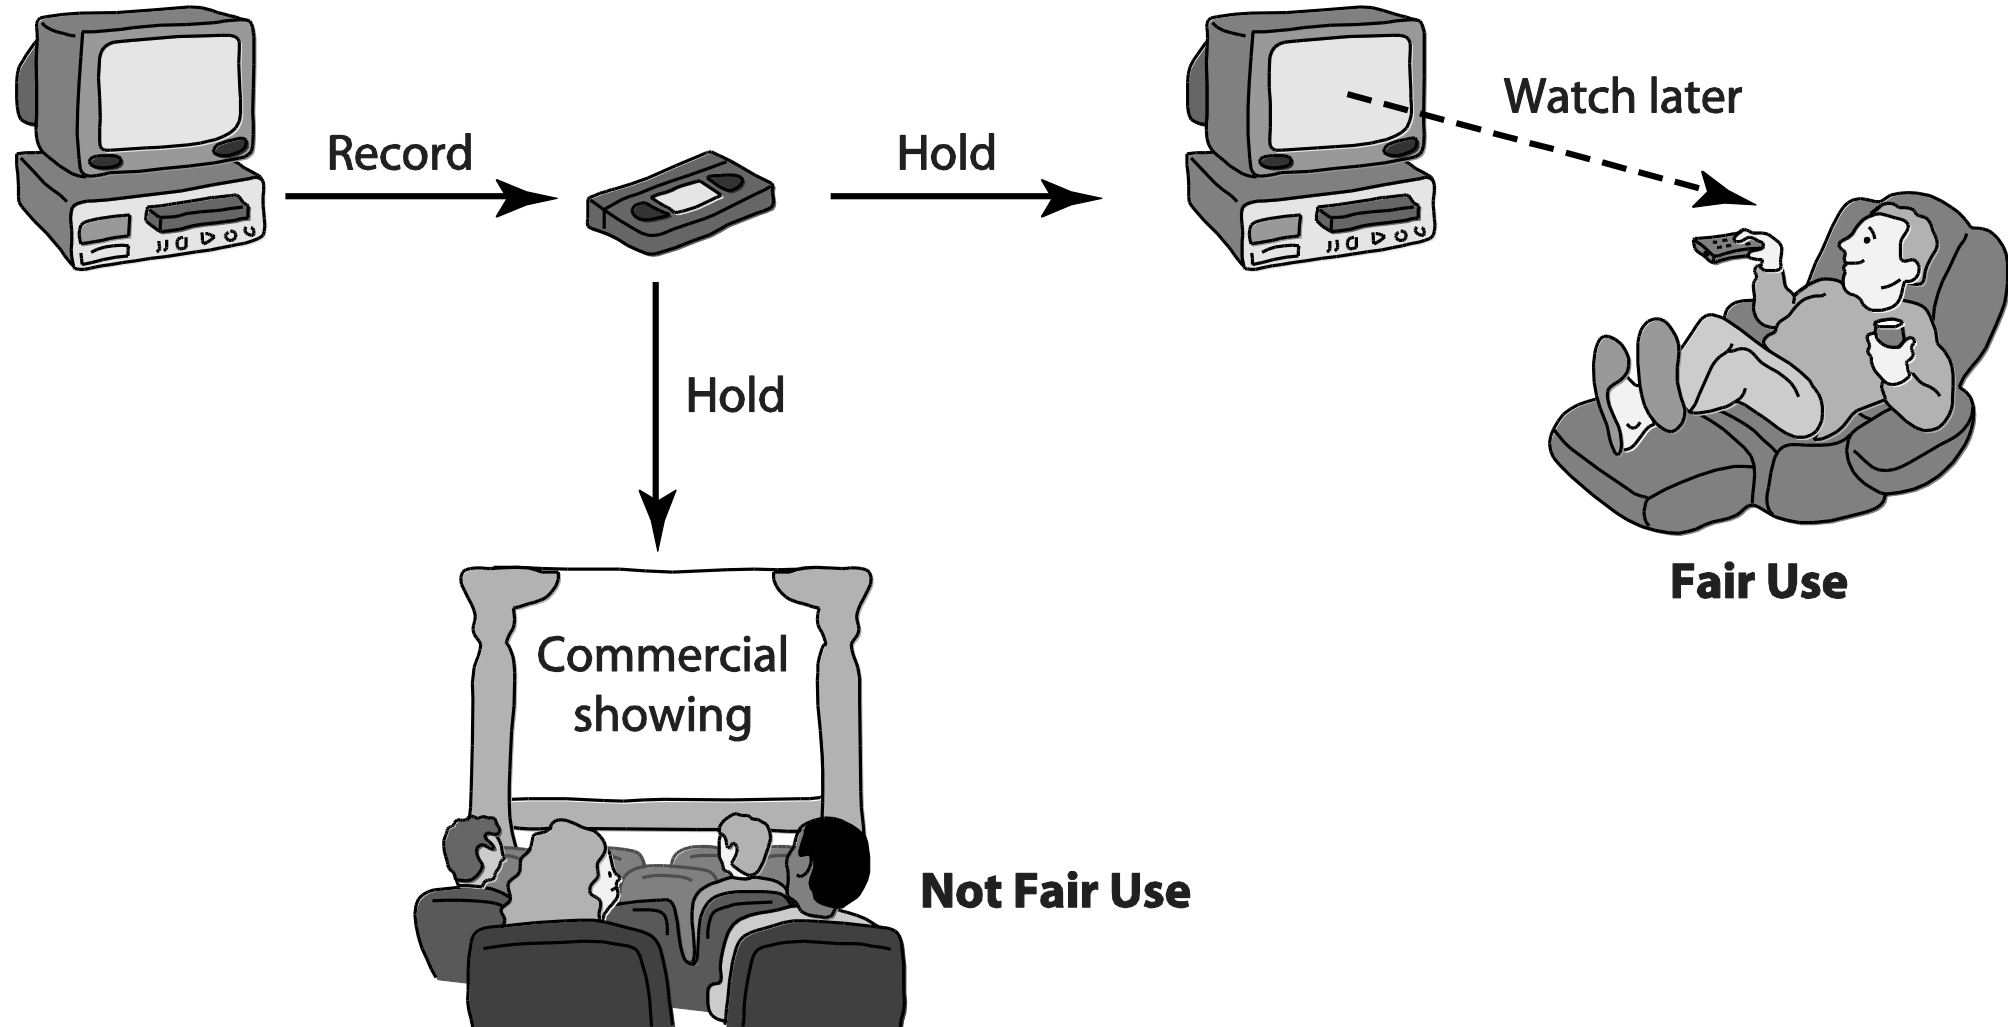 Record
Hold
Watch later
Hold
Fair Use
Commercial
showing
Not Fair Use